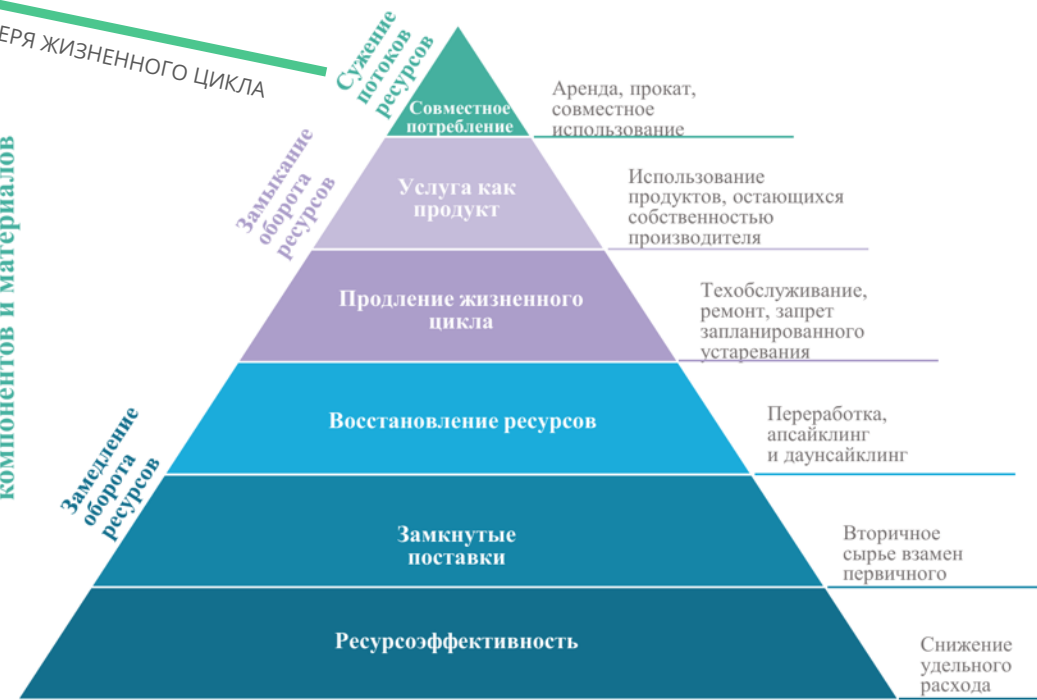 ЖИЗНЕННОГО ЦИКЛА
компонентов и материалов
Сужение
потоков
ресурсов
Совместное
потребление
Аренда, прокат,
совместное
использование
Замыкание
оборота
ресурсов
Услуга как
продукт
Использование
продуктов, остающихся
собственностью
производителя
Продление жизненного
цикла
Техобслуживание,
ремонт, запрет
запланированного
устаревания
Восстановление ресурсов
Переработка,
апсайклинг
и даунсайклинг
Замедление
оборота
ресурсов
Замкнутые
поставки
Вторичное
сырье взамен
первичного
Ресурсоэффективность
Снижение
удельного
расхода